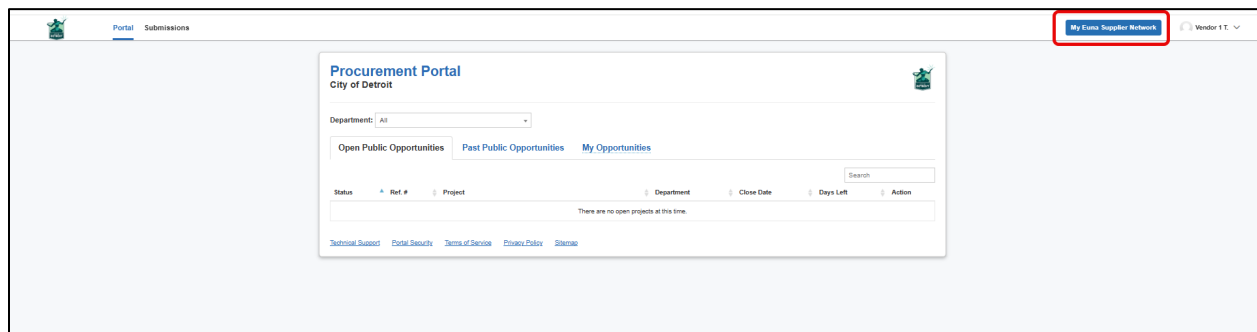 Portal Submissions My Euna Supplier Network Vendor 1 T.
Procurement Portal
City of Detroit
Department: All
Open Public Opportunities Past Public Opportunities My Opportunities
Search
Status Ref. # Project Department Close Date Days Left Action
There are no open projects at this time.
Technical Support Portal Security Terms of Service Privacy Policy Sitemap